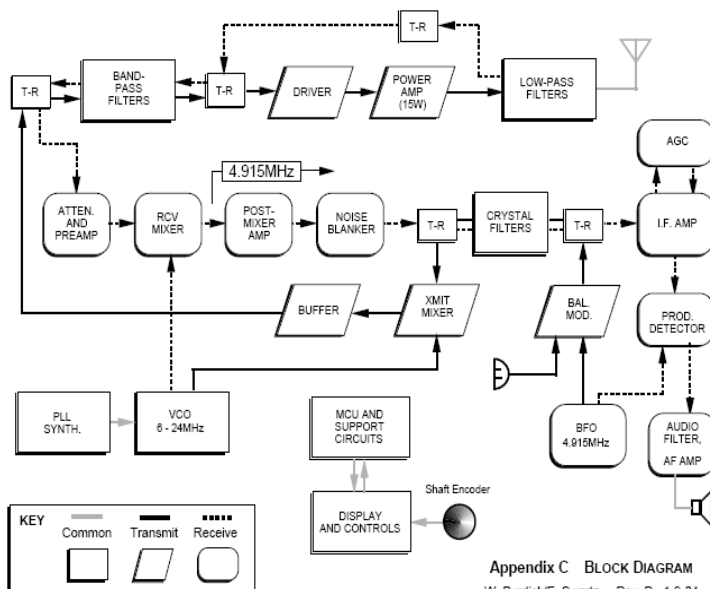 T-R
T-R
BAND-
PASS
FILTERS
T-R
DRIVER
POWER
AMP
(15W)
LOW-PASS
FILTERS
AGC
4.915MHz
ATTEN.
AND
PREAMP
RCV
MIXER
POST-
MIXER
AMP
NOISE
BLANKER
T-R
CRYSTAL
FILTERS
T-R
I.F. AMP
BUFFER
XMIT
MIXER
BAL.
MOD.
PROD.
DETECTOR
PLL
SYNTH.
VCO
6 - 24MHz
MCU AND
SUPPORT
CIRCUITS
BFO
4.915MHz
AUDIO
FILTER,
AF AMP
DISPLAY
AND CONTROLS
Shaft Encoder
KEY
Common Transmit Receive
Appendix C BLOCK DIAGRAM